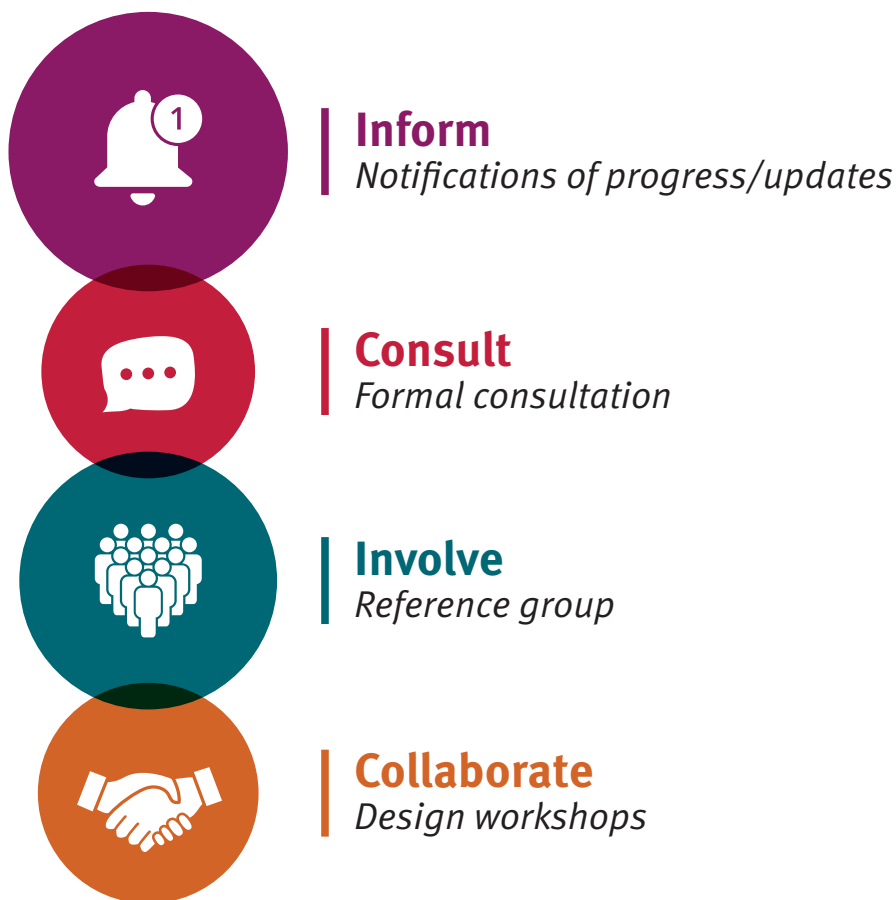 1
Inform
Notifications of progress/updates
Consult
Formal consultation
Involve
Reference group
Collaborate
Design workshops